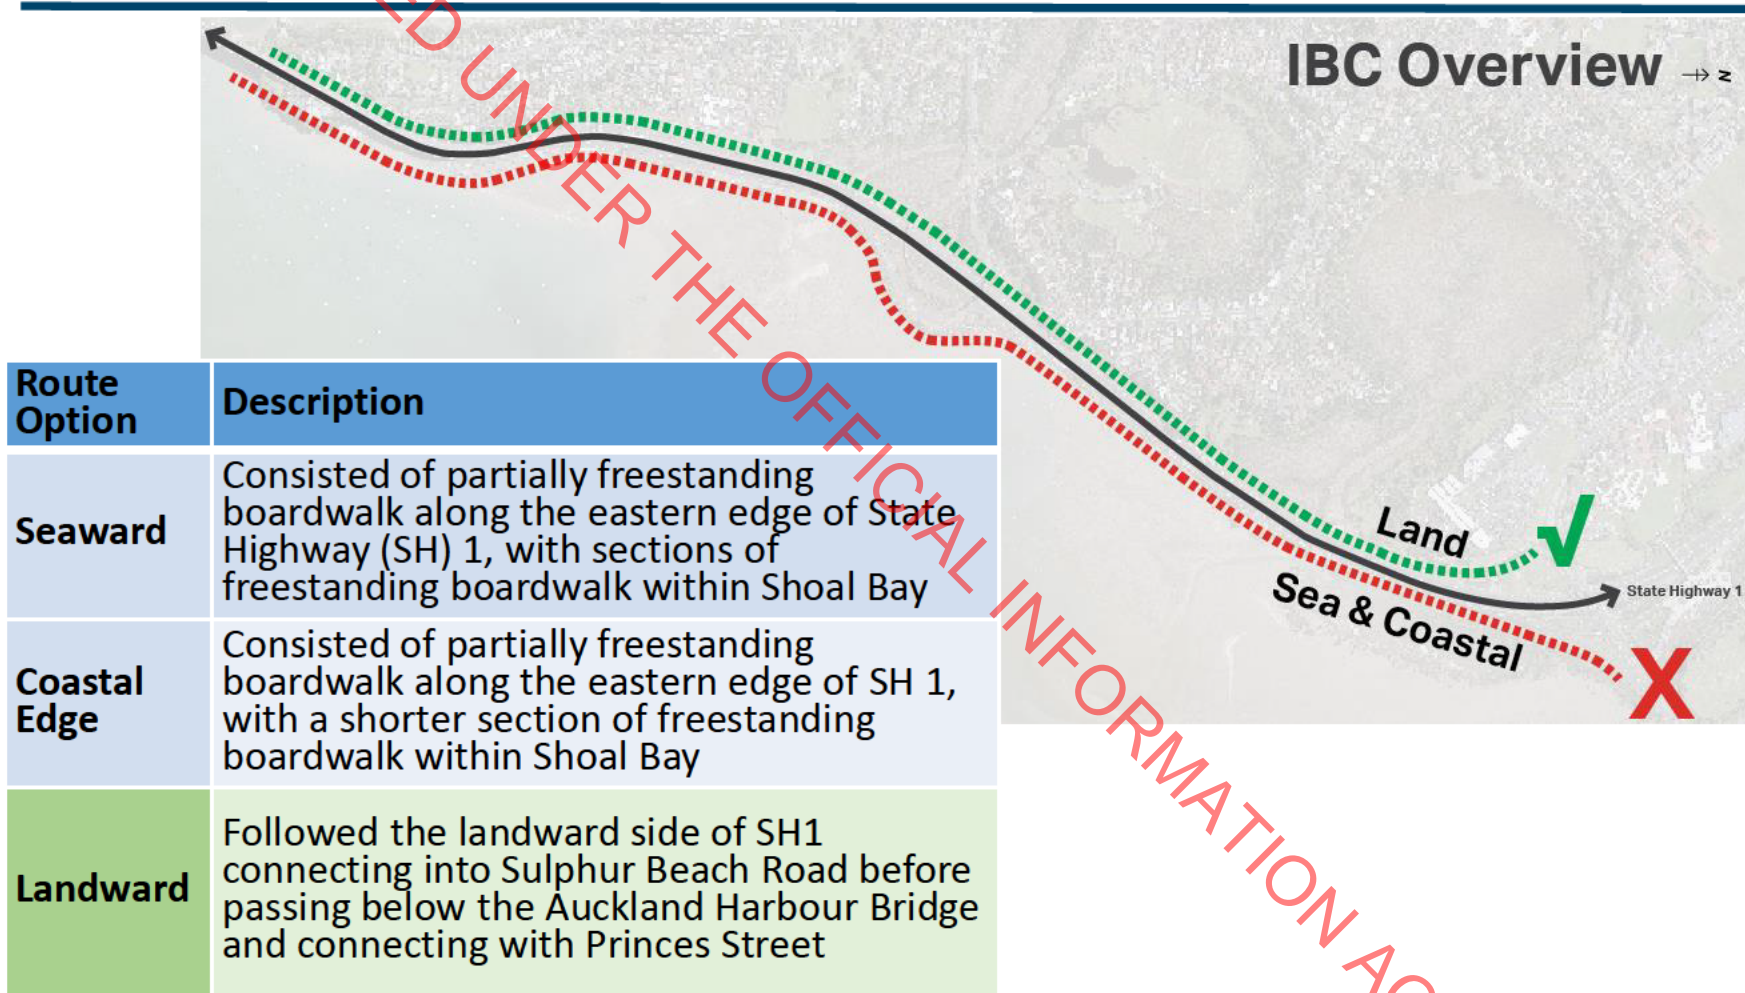 IBC Overview
N
Land
Sea & Coastal
State Highway 1
X
Route
Option
Description
Seaward
Consisted of partially freestanding
boardwalk along the eastern edge of State
Highway (SH) 1, with sections of
freestanding boardwalk within Shoal Bay
Coastal
Edge
Consisted of partially freestanding
boardwalk along the eastern edge of SH 1,
with a shorter section of freestanding
boardwalk within Shoal Bay
Landward
Followed the landward side of SH1
connecting into Sulphur Beach Road before
passing below the Auckland Harbour Bridge
and connecting with Princes Street
ED UNDER THE OFFICIAL INFORMATION AC